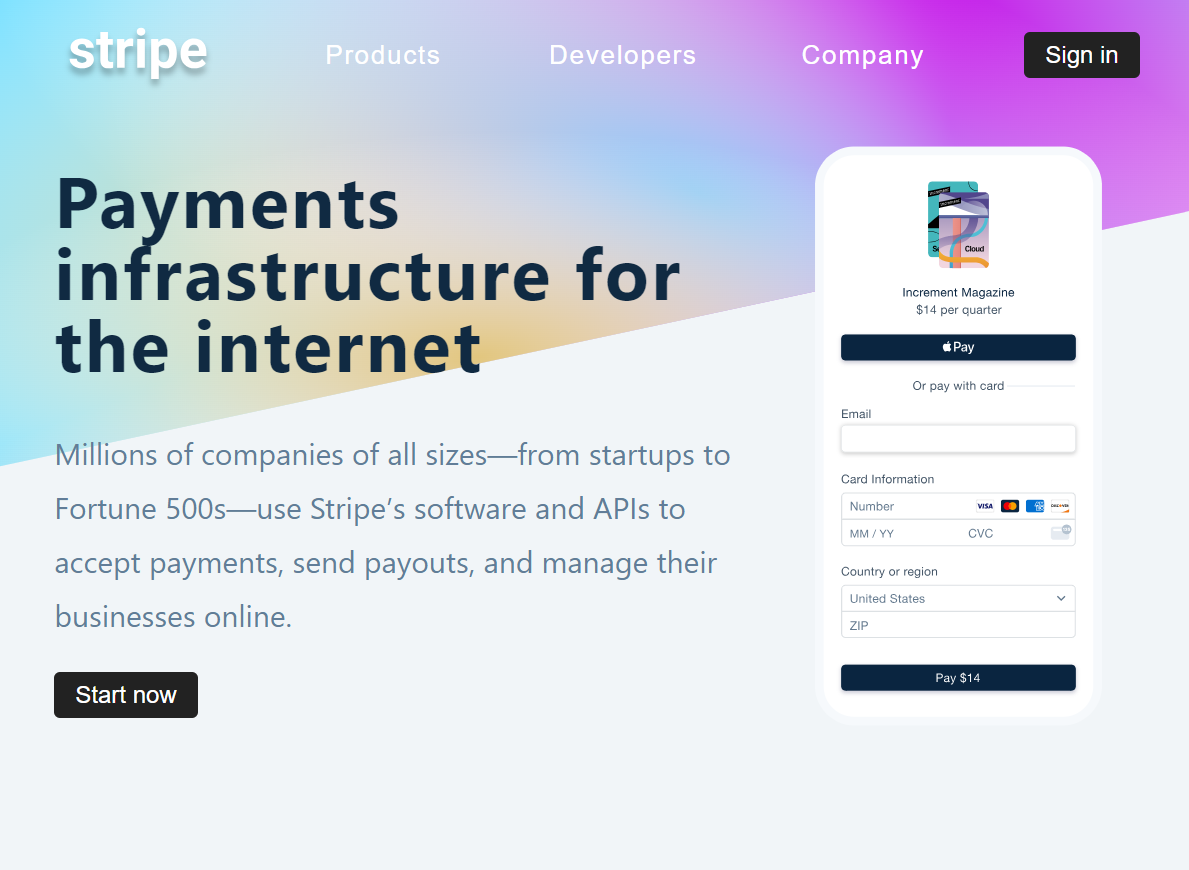 stripe
Products
Developers
Company
Sign in
Payments
infrastructure for
the internet
Millions of companies of all sizes—from startups to
Fortune 500s—use Stripe’s software and APIs to
accept payments, send payouts, and manage their
businesses online.
Start now
Increment
Cloud
Increment Magazine
$14 per quarter
Pay
Or pay with card
Email
Card Information
Number
VISA
DISCOVER
MM / YY
CVC
Country or region
United States
ZIP
Pay $14